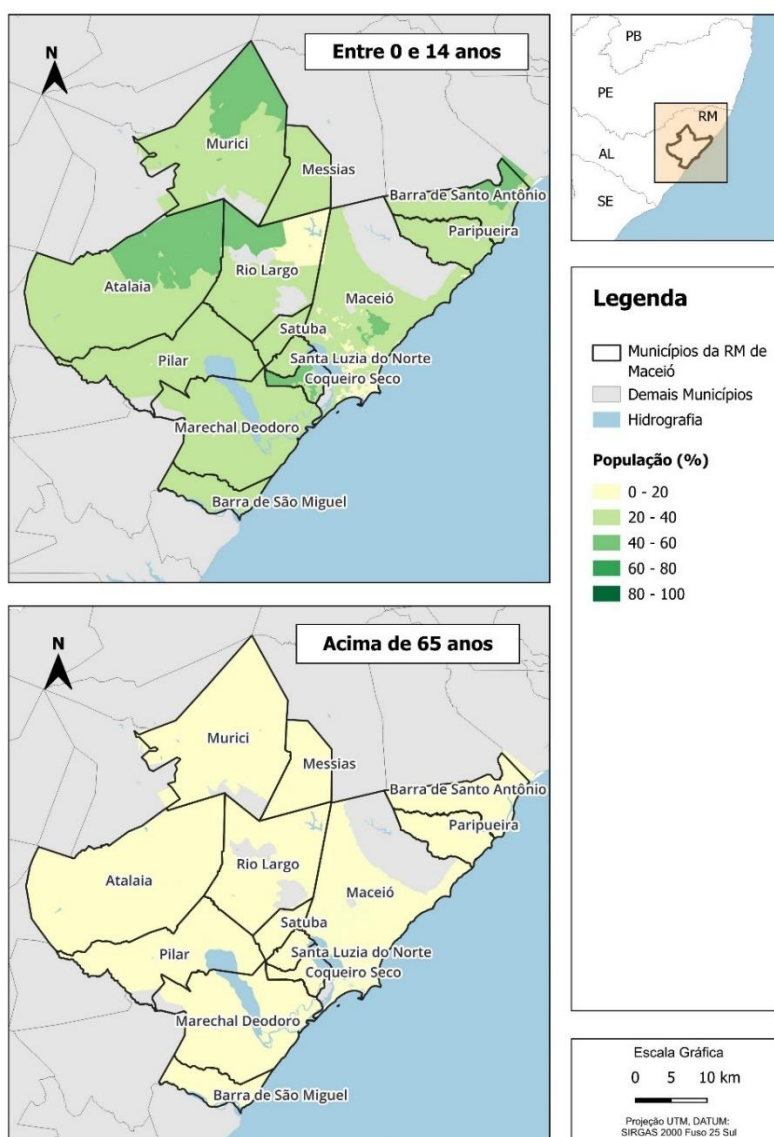 N
Entre 0 e 14 anos
Murici
Messias
Barra de Santo Antônio
Paripueira
Rio Largo
Atalaia
Maceió
Satuba
Pilar
Santa Luzia do Norte
Coqueiro Seco
Marechal Deodoro
Barra de São Miguel
PB
PE
RM
AL
SE
Legenda
Municípios da RM de
Maceió
Demais Municípios
Hidrografia
População (%)
0 - 20
20 - 40
40 - 60
60 - 80
80 - 100
N
Acima de 65 anos
Murici
Messias
Barra de Santo Antônio
Paripueira
Rio Largo
Atalaia
Maceió
Satuba
Pilar
Santa Luzia do Norte
Coqueiro Seco
Marechal Deodoro
Barra de São Miguel
Escala Gráfica
0 5 10 km
Projeção UTM, DATUM:
SIRGAS 2000 Fuso 25 Sul